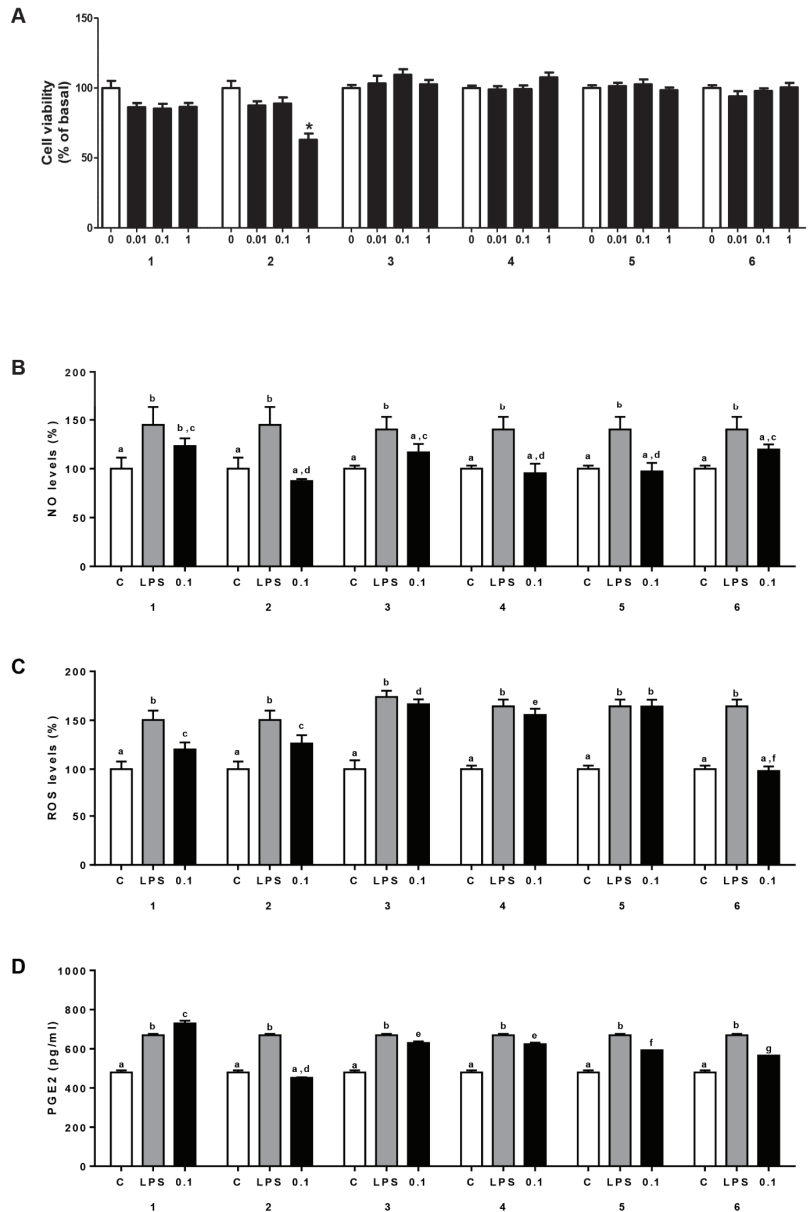 A
Cell viability
(% of basal)
150
100
50
0
*
0 0.01 0.1 1 0 0.01 0.1 1 0 0.01 0.1 1 0 0.01 0.1 1 0 0.01 0.1 1 0 0.01 0.1 1
1 2 3 4 5 6
B
NO levels (%)
200
150
100
50
0
a b b,c a b a,d a b a,c a b a,d a b a,d a b a,c
C LPS 0.1 C LPS 0.1 C LPS 0.1 C LPS 0.1 C LPS 0.1 C LPS 0.1
1 2 3 4 5 6
C
ROS levels (%)
200
150
100
50
0
a b c a b c a b d a b e a b b a b a,f
C LPS 0.1 C LPS 0.1 C LPS 0.1 C LPS 0.1 C LPS 0.1 C LPS 0.1
1 2 3 4 5 6
D
PGE2 (pg/ml)
1000
800
600
400
200
0
a b c a b a,d a b e a b e a b f a b g
C LPS 0.1 C LPS 0.1 C LPS 0.1 C LPS 0.1 C LPS 0.1 C LPS 0.1
1 2 3 4 5 6